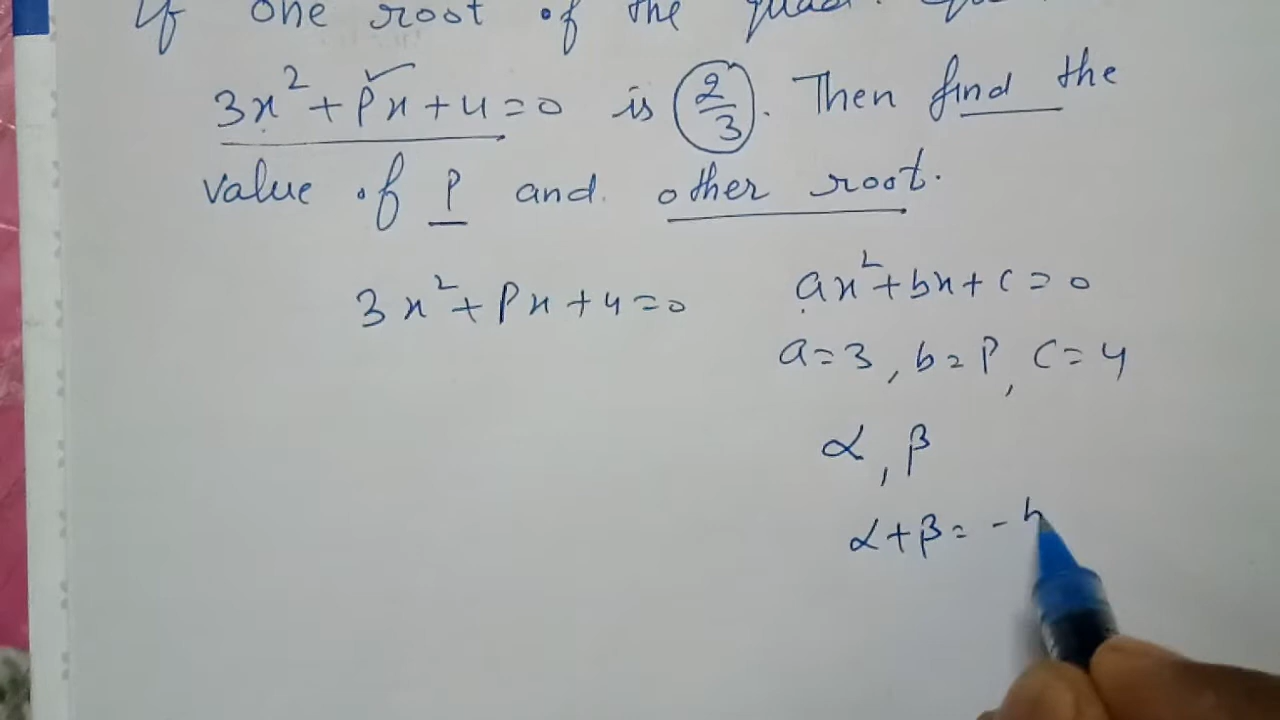 If one root of the quad.
3x² + Px + 4 = 0 is 2/3. Then find the
value of P and other root.
3x² + Px + 4 = 0
ax² + bx + c = 0
a = 3, b = P, c = 4
α, β
α + β = - b